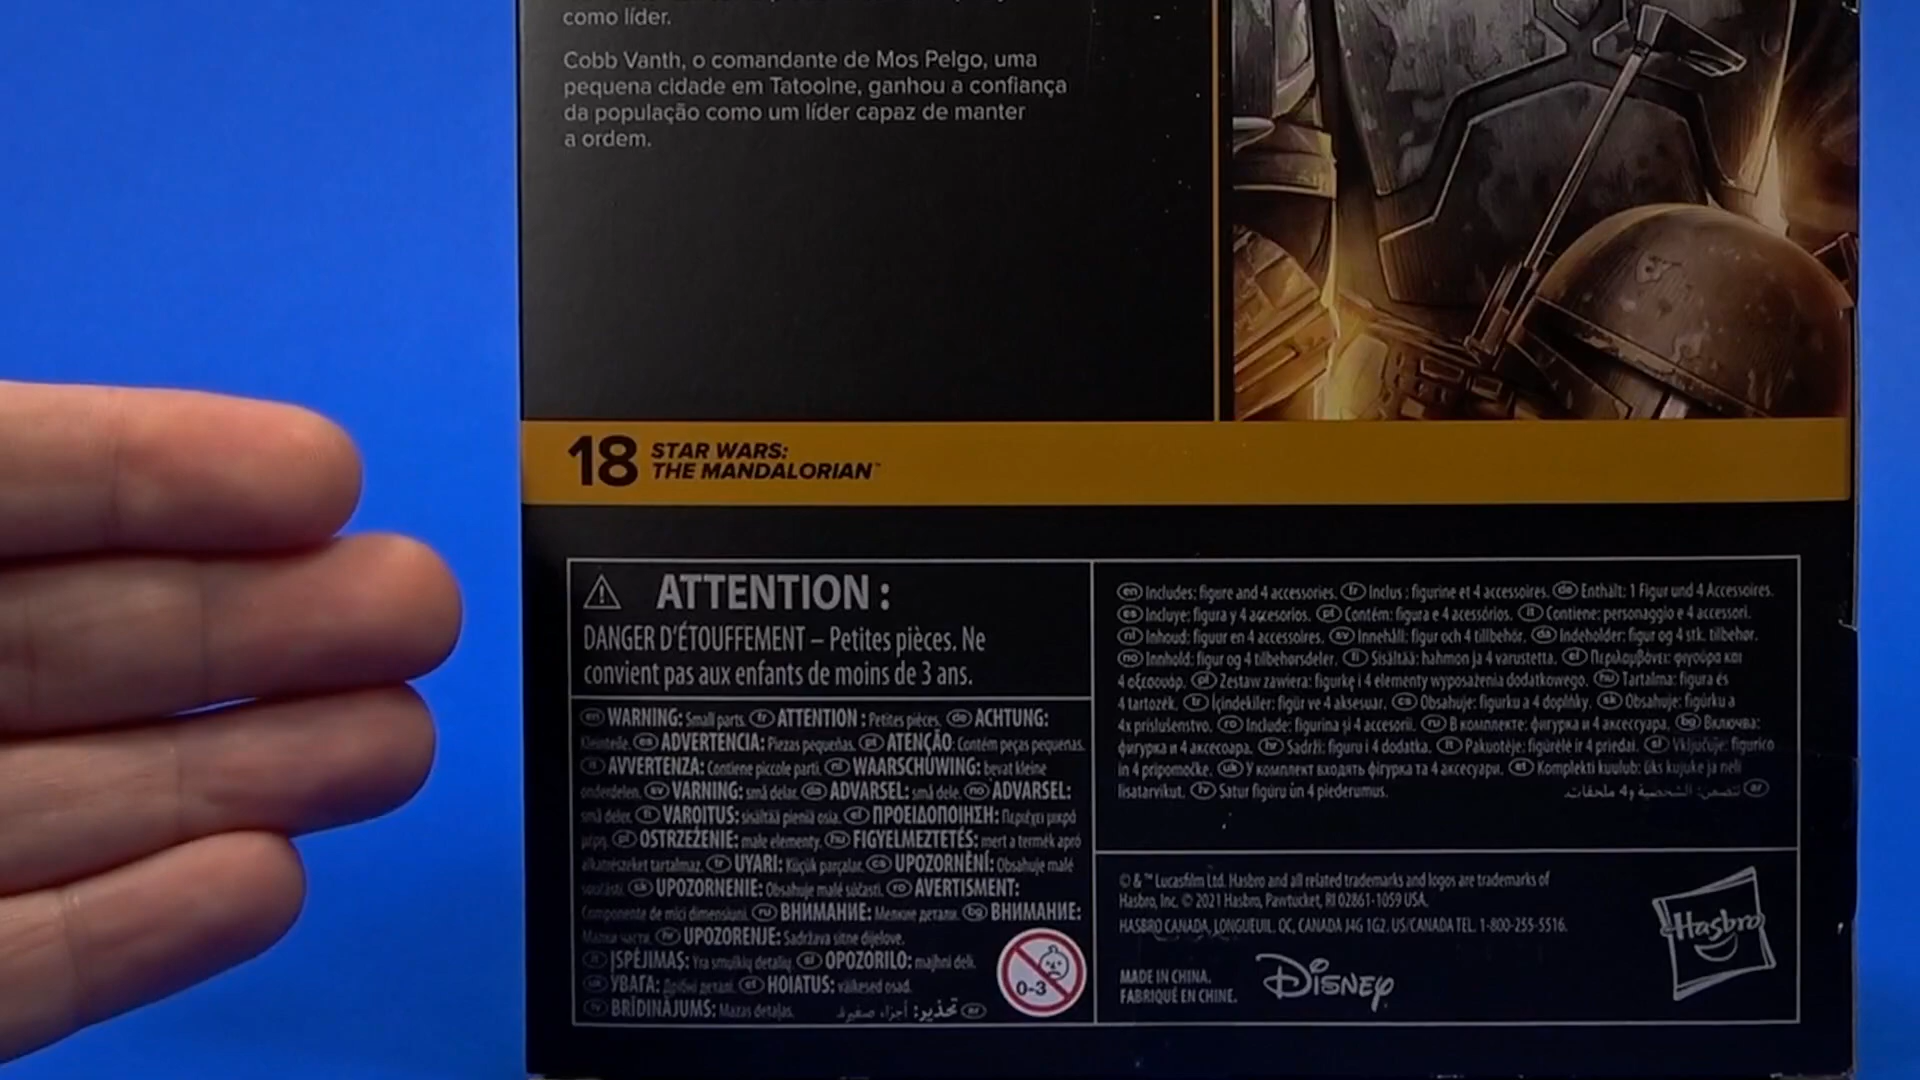 como líder.
Cobb Vanth, o comandante de Mos Pelgo, uma
pequena cidade em Tatooine, ganhou a confiança
da população como um líder capaz de manter
a ordem.
18 STAR WARS:
THE MANDALORIAN™
ATTENTION :
DANGER D'ÉTOUFFEMENT – Petites pièces. Ne
convient pas aux enfants de moins de 3 ans.
en WARNING: Small parts. fr ATTENTION : Petites pièces. de ACHTUNG:
Kleinteile. es ADVERTENCIA: Piezas pequeñas. pt ATENÇÃO: Contém peças pequenas.
it AVVERTENZA: Contiene piccole parti. nl WAARSCHUWING: bevat kleine
onderdelen. sv VARNING: små delar. da ADVARSEL: små dele. no ADVARSEL:
små deler. fi VAROITUS: sisältää pieniä osia. el ΠΡΟΕΙΔΟΠΟΙΗΣΗ: Περιέχει μικρά
μέρη. pl OSTRZEŻENIE: małe elementy. hu FIGYELMEZTETÉS: mert a termék apró
alkatrészeket tartalmaz. tr UYARI: Küçük parçalar. cs UPOZORNĚNÍ: Obsahuje malé
součásti. sk UPOZORNENIE: Obsahuje malé súčasti. ro AVERTISMENT:
Componente de mici dimensiuni. ru ВНИМАНИЕ: Мелкие детали. bg ВНИМАНИЕ:
Малки части. hr UPOZORENJE: Sadržava sitne dijelove.
lt ĮSPĖJIMAS: Yra smulkių detalių. sl OPOZORILO: majhni deli.
uk УВАГА: Дрібні деталі. et HOIATUS: väikesed osad.
lv BRĪDINĀJUMS: Mazas detaļas. ar تحذير: أجزاء صغيرة.
0-3
en Includes: figure and 4 accessories. fr Inclus : figurine et 4 accessoires. de Enthält: 1 Figur und 4 Accessoires.
es Incluye: figura y 4 accesorios. pt Contém: figura e 4 acessórios. it Contiene: personaggio e 4 accessori.
nl Inhoud: figuur en 4 accessoires. sv Innehåll: figur och 4 tillbehör. da Indeholder: figur og 4 stk. tilbehør.
no Innhold: figur og 4 tilbehørsdeler. fi Sisältää: hahmon ja 4 varustetta. el Περιλαμβάνει: φιγούρα και
4 αξεσουάρ. pl Zestaw zawiera: figurkę i 4 elementy wyposażenia dodatkowego. hu Tartalma: figura és
4 tartozék. tr İçindekiler: figür ve 4 aksesuar. cs Obsahuje: figurku a 4 doplňky. sk Obsahuje: figúrku a
4x príslušenstvo. ro Include: figurina și 4 accesorii. ru В комплекте: фигурка и 4 аксессуара. bg Включва:
фигурка и 4 аксесоара. hr Sadrži: figuru i 4 dodatka. lt Pakuotėje: figūrėlė ir 4 priedai. sl Vključuje: figurico
in 4 pripomočke. uk У комплект входять фігурка та 4 аксесуари. et Komplekti kuulub: üks kujuke ja neli
lisatarvikut. lv Satur figūru un 4 piederumus. ar تتضمن: الشخصية و4 ملحقات.
© & ™ Lucasfilm Ltd. Hasbro and all related trademarks and logos are trademarks of
Hasbro, Inc. © 2021 Hasbro, Pawtucket, RI 02861-1059 USA.
HASBRO CANADA, LONGUEUIL, QC, CANADA J4G 1G2. US/CANADA TEL. 1-800-255-5516.
MADE IN CHINA.
FABRIQUÉ EN CHINE.
Disney
Hasbro